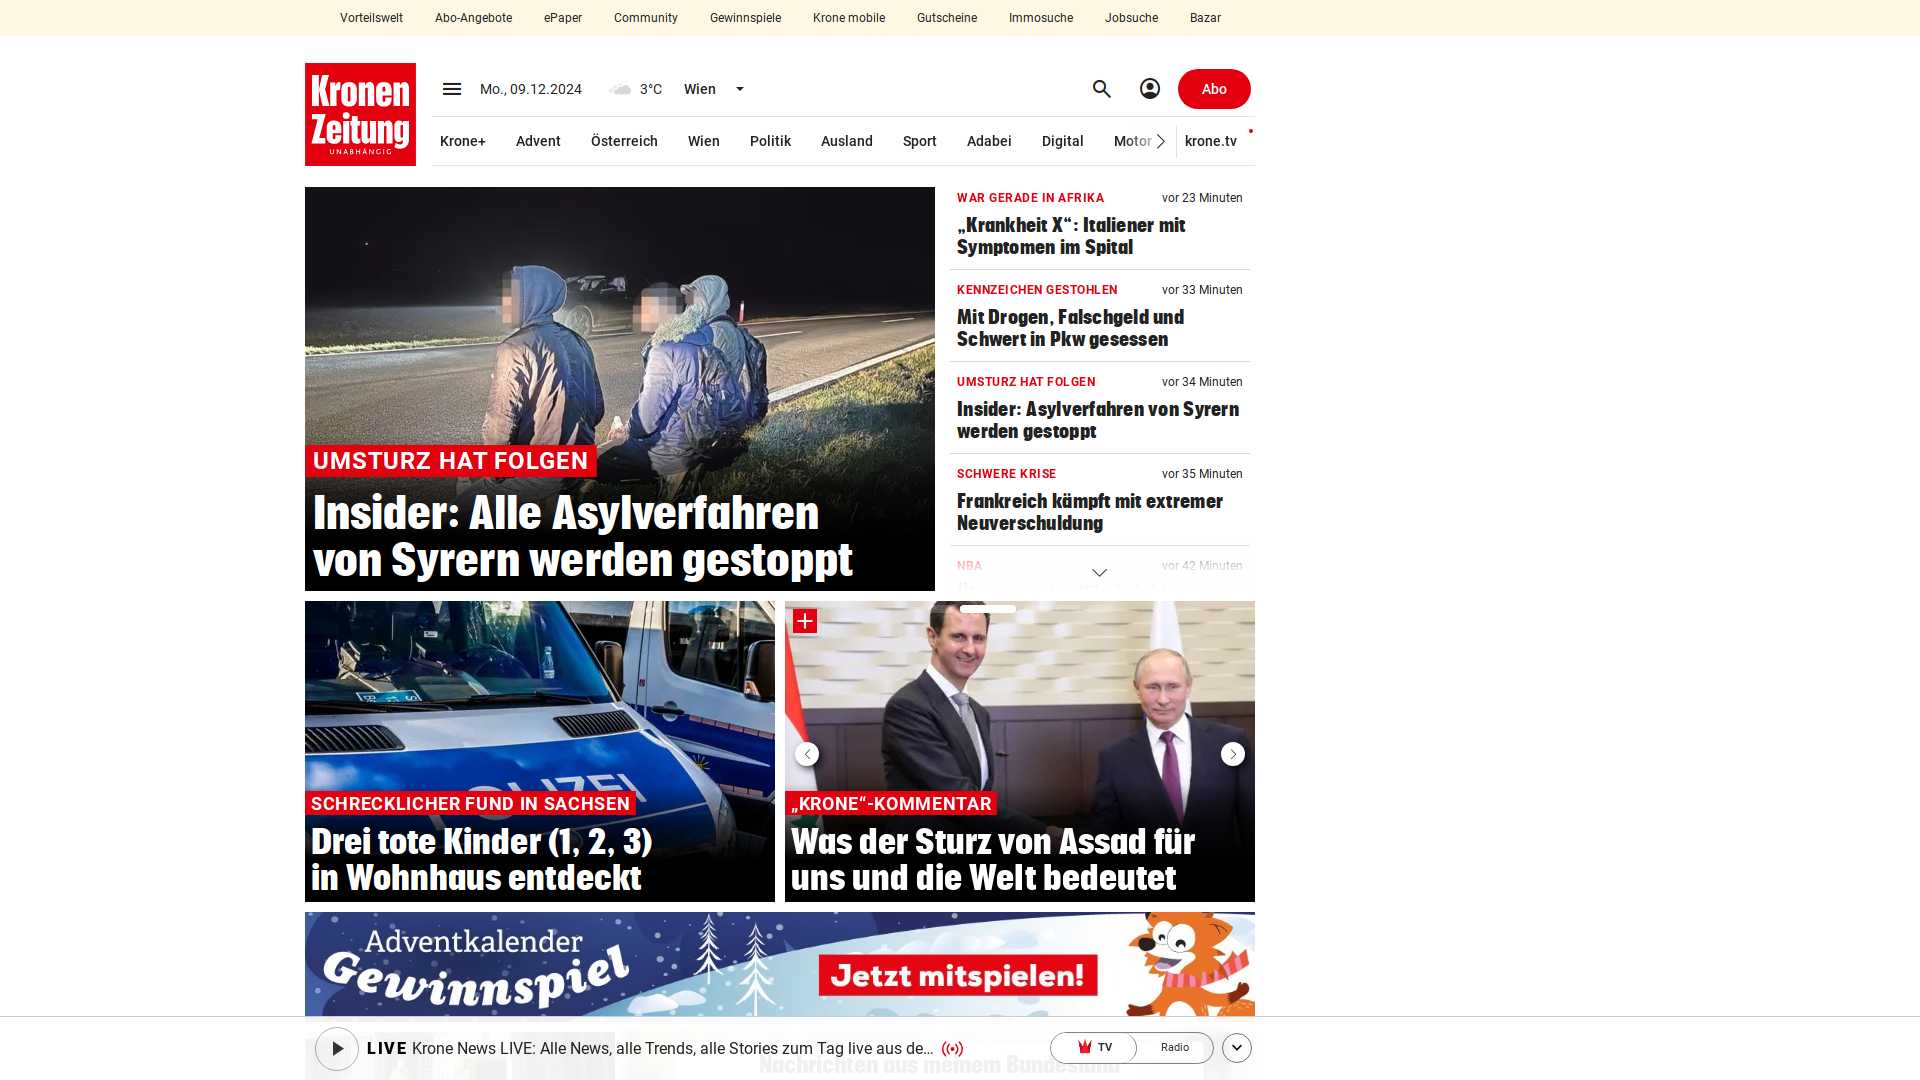 Vorteilswelt Abo-Angebote ePaper Community Gewinnspiele Krone mobile Gutscheine Immosuche Jobsuche Bazar
Kronen
Zeitung
UNABHÄNGIG
Mo., 09.12.2024 3°C Wien Abo
Krone+ Advent Österreich Wien Politik Ausland Sport Adabei Digital Motor krone.tv
UMSTURZ HAT FOLGEN
Insider: Alle Asylverfahren
von Syrern werden gestoppt
WAR GERADE IN AFRIKA vor 23 Minuten
„Krankheit X“: Italiener mit
Symptomen im Spital
KENNZEICHEN GESTOHLEN vor 33 Minuten
Mit Drogen, Falschgeld und
Schwert in Pkw gesessen
UMSTURZ HAT FOLGEN vor 34 Minuten
Insider: Asylverfahren von Syrern
werden gestoppt
SCHWERE KRISE vor 35 Minuten
Frankreich kämpft mit extremer
Neuverschuldung
NBA vor 42 Minuten
POLIZEI
SCHRECKLICHER FUND IN SACHSEN
Drei tote Kinder (1, 2, 3)
in Wohnhaus entdeckt
„KRONE“-KOMMENTAR
Was der Sturz von Assad für
uns und die Welt bedeutet
Adventkalender
Gewinnspiel
Jetzt mitspielen!
LIVE Krone News LIVE: Alle News, alle Trends, alle Stories zum Tag live aus de... TV Radio
Nachrichten aus meinem Bundesland